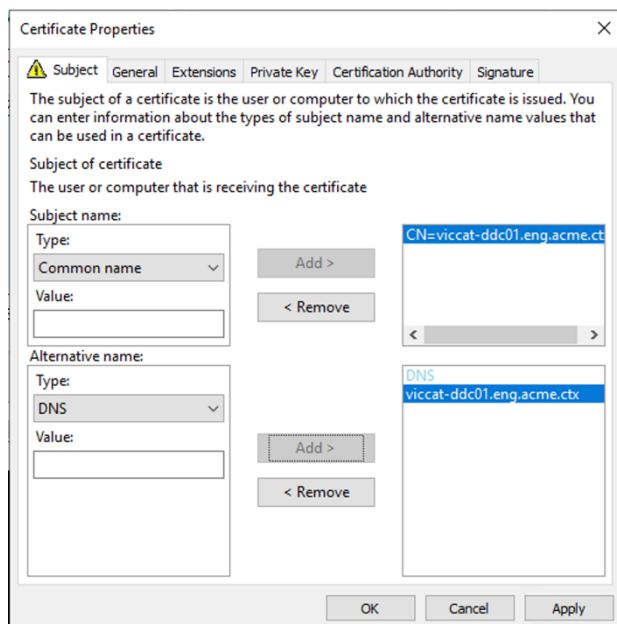 Certificate Properties
Subject General Extensions Private Key Certification Authority Signature
The subject of a certificate is the user or computer to which the certificate is issued. You
can enter information about the types of subject name and alternative name values that
can be used in a certificate.
Subject of certificate
The user or computer that is receiving the certificate
Subject name:
Type:
Common name
Value:
Add >
< Remove
CN=viccat-ddc01.eng.acme.ct
Alternative name:
Type:
DNS
Value:
Add >
< Remove
DNS
viccat-ddc01.eng.acme.ctx
OK Cancel Apply